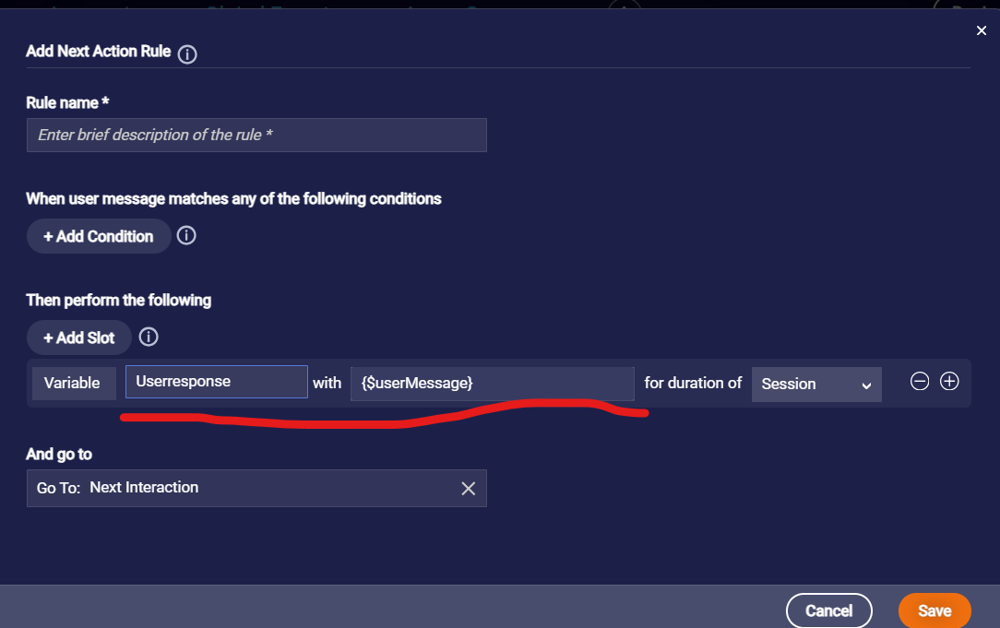 Add Next Action Rule
Rule name *
Enter brief description of the rule *
When user message matches any of the following conditions
+ Add Condition
Then perform the following
+ Add Slot
Variable Userresponse with {$userMessage} for duration of Session
And go to
Go To: Next Interaction
Cancel Save